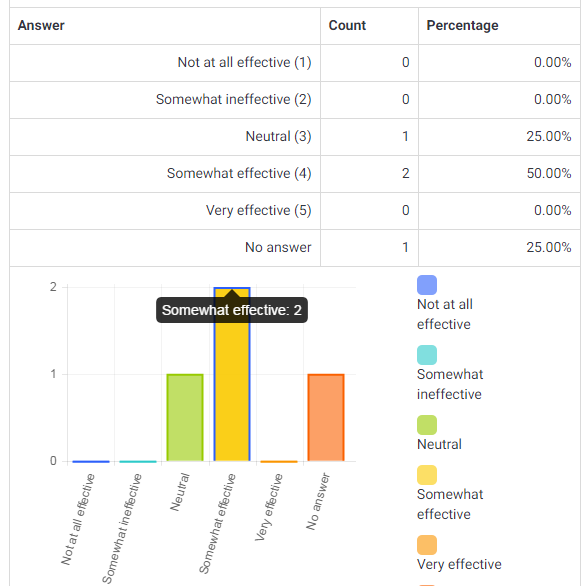 Answer Count Percentage
Not at all effective (1) 0 0.00%
Somewhat ineffective (2) 0 0.00%
Neutral (3) 1 25.00%
Somewhat effective (4) 2 50.00%
Very effective (5) 0 0.00%
No answer 1 25.00%
2
1
0
Somewhat effective: 2
Not at all effective
Somewhat ineffective
Neutral
Somewhat effective
Very effective
No answer
Not at all
effective
Somewhat
ineffective
Neutral
Somewhat
effective
Very effective